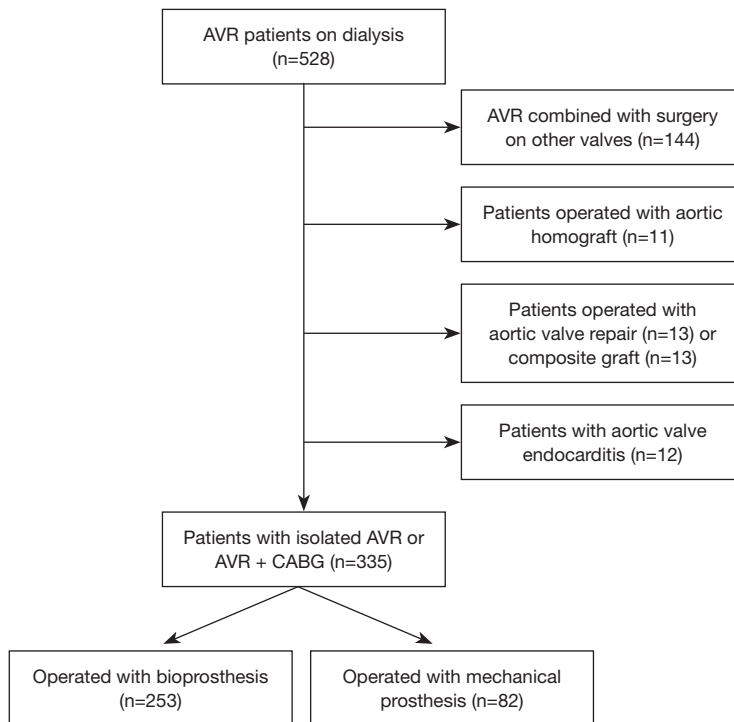 AVR patients on dialysis
(n=528)
AVR combined with surgery
on other valves (n=144)
Patients operated with aortic
homograft (n=11)
Patients operated with
aortic valve repair (n=13) or
composite graft (n=13)
Patients with aortic valve
endocarditis (n=12)
Patients with isolated AVR or
AVR + CABG (n=335)
Operated with bioprosthesis
(n=253)
Operated with mechanical
prosthesis (n=82)